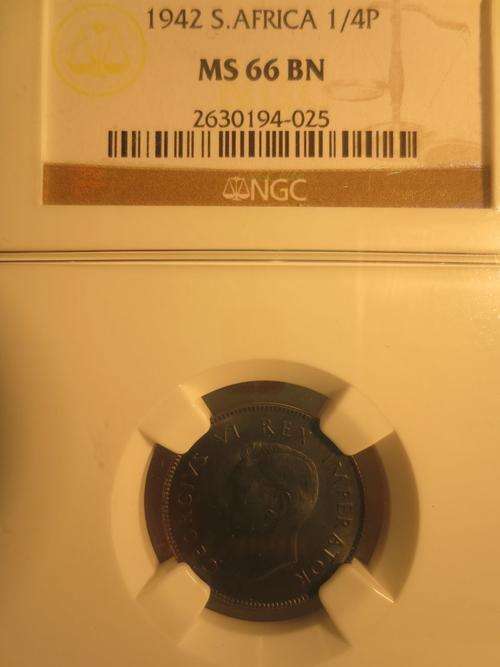 1942 S.AFRICA 1/4P
MS 66 BN
2630194-025
NGC
GEORGIVS VI REX IMPERATOR